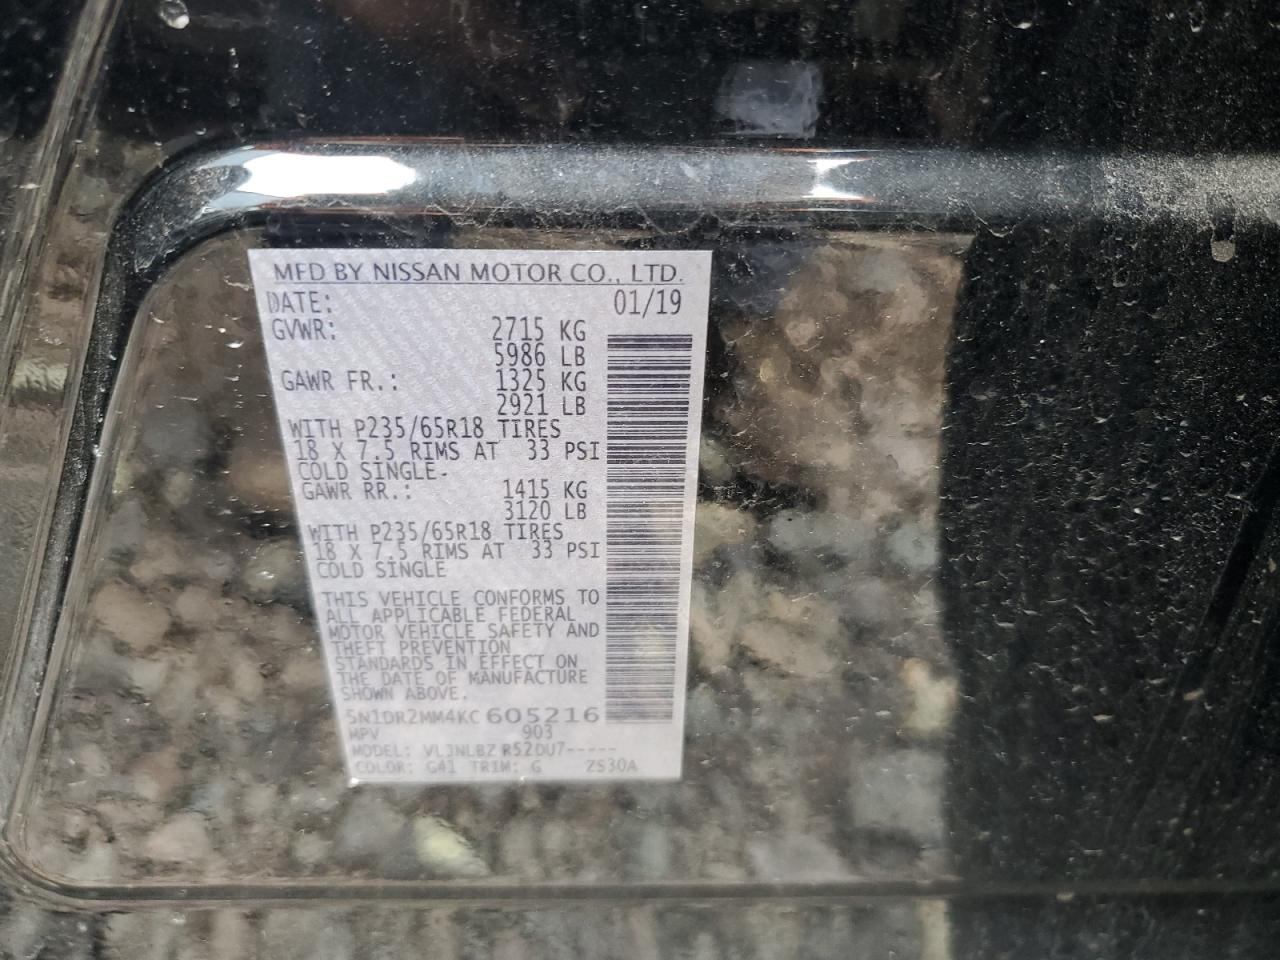 MFD BY NISSAN MOTOR CO., LTD.
DATE: 01/19
GVWR: 2715 KG
5986 LB
GAWR FR.: 1325 KG
2921 LB
WITH P235/65R18 TIRES
18 X 7.5 RIMS AT 33 PSI
COLD SINGLE-
GAWR RR.: 1415 KG
3120 LB
WITH P235/65R18 TIRES
18 X 7.5 RIMS AT 33 PSI
COLD SINGLE
THIS VEHICLE CONFORMS TO
ALL APPLICABLE FEDERAL
MOTOR VEHICLE SAFETY AND
THEFT PREVENTION
STANDARDS IN EFFECT ON
THE DATE OF MANUFACTURE
SHOWN ABOVE.
5N1DR2MM4KC605216
MPV 903
MODEL: VL3NLBZ R52DU7-----
COLOR: G41 TRIM: G ZS30A